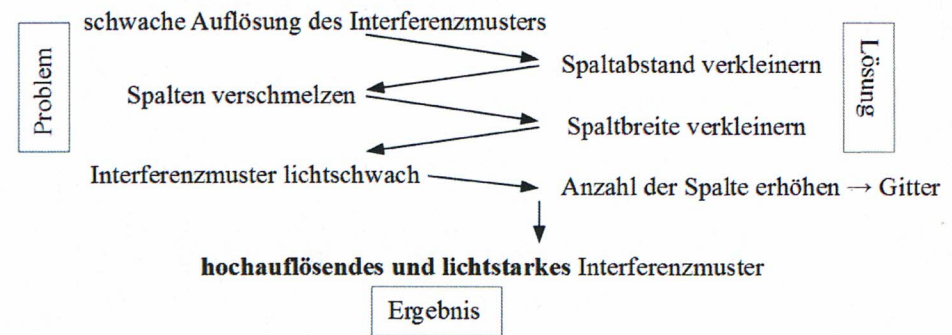 schwache Auflösung des Interferenzmusters
Problem
Lösung
Spaltabstand verkleinern
Spalten verschmelzen
Spaltbreite verkleinern
Interferenzmuster lichtschwach
Anzahl der Spalte erhöhen → Gitter
hochauflösendes und lichtstarkes Interferenzmuster
Ergebnis